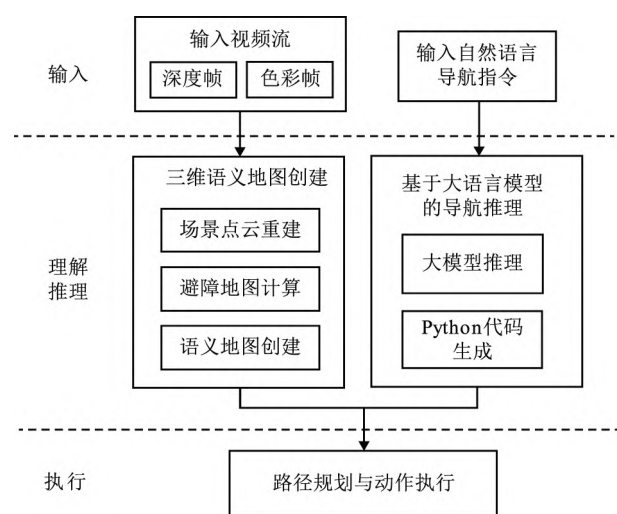 输入
输入视频流
深度帧
色彩帧
输入自然语言
导航指令
理解
推理
三维语义地图创建
场景点云重建
避障地图计算
语义地图创建
基于大语言模型
的导航推理
大模型推理
Python代码
生成
执行
路径规划与动作执行